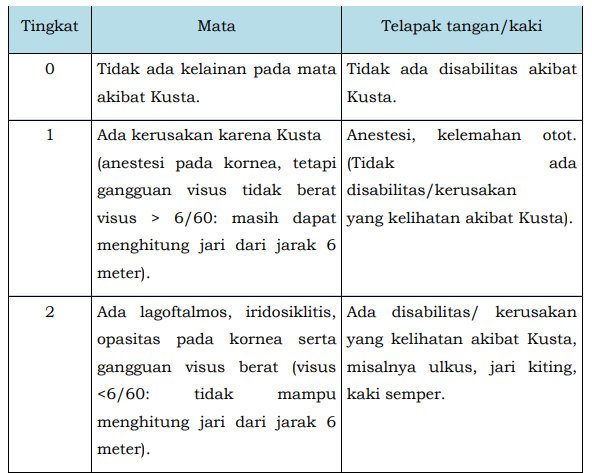 Tingkat
Mata
Telapak tangan/kaki
0
Tidak ada kelainan pada mata
akibat Kusta.
Tidak ada disabilitas akibat
Kusta.
1
Ada kerusakan karena Kusta
(anestesi pada kornea, tetapi
gangguan visus tidak berat
visus > 6/60: masih dapat
menghitung jari dari jarak 6
meter).
Anestesi, kelemahan otot.
(Tidak ada
disabilitas/kerusakan
yang kelihatan akibat Kusta).
2
Ada lagoftalmos, iridosiklitis,
opasitas pada kornea serta
gangguan visus berat (visus
<6/60: tidak mampu
menghitung jari dari jarak 6
meter).
Ada disabilitas/ kerusakan
yang kelihatan akibat Kusta,
misalnya ulkus, jari kiting,
kaki semper.